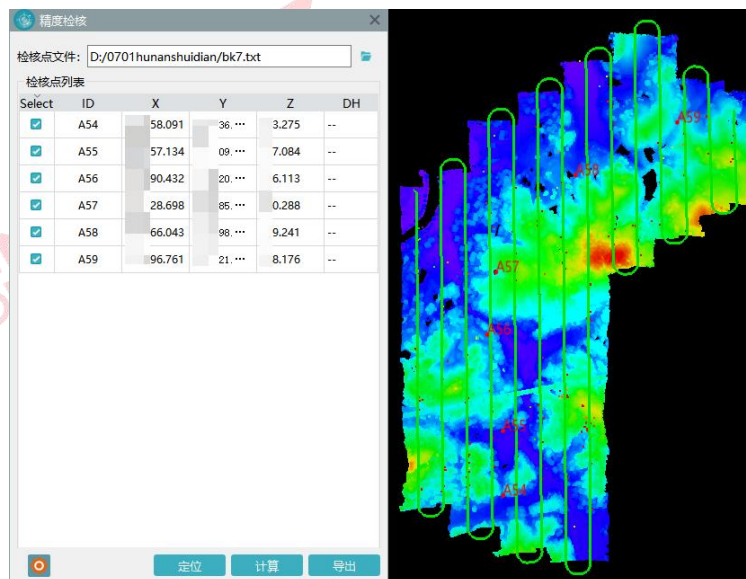 精度检核
检核点文件: D:/0701hunanshuidian/bk7.txt
检核点列表
Select ID X Y Z DH
A54 58.091 36.… 3.275 --
A55 57.134 09.… 7.084 --
A56 90.432 20.… 6.113 --
A57 28.698 85.… 0.288 --
A58 66.043 98.… 9.241 --
A59 96.761 21.… 8.176 --
定位 计算 导出
A59
A58
A57
A56
A55
A54